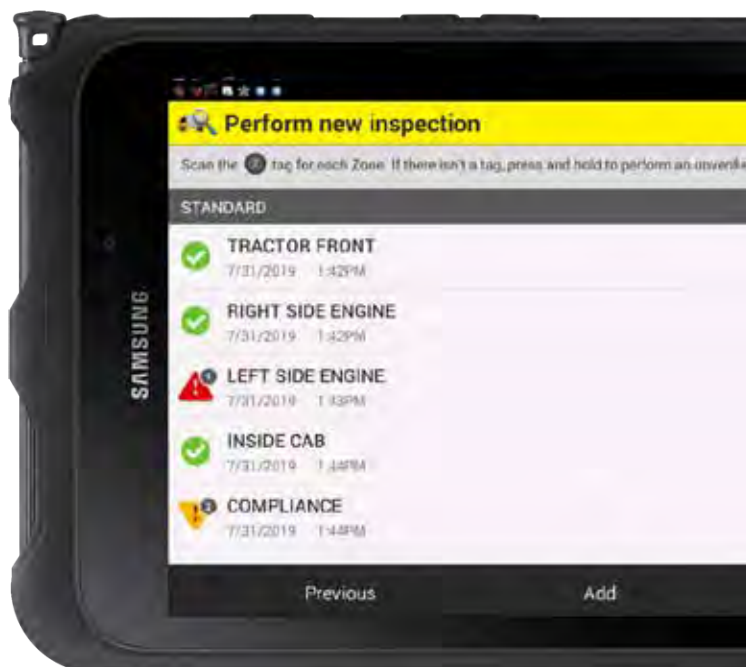 Perform new inspection
Scan the tag for each Zone. If there isn't a tag, press and hold to perform an
STANDARD
TRACTOR FRONT
7/31/2019 1:42PM
RIGHT SIDE ENGINE
7/31/2019 1:42PM
LEFT SIDE ENGINE
7/31/2019 1:43PM
INSIDE CAB
7/31/2019 1:44PM
COMPLIANCE
7/31/2019 1:44PM
Previous Add
SAMSUNG